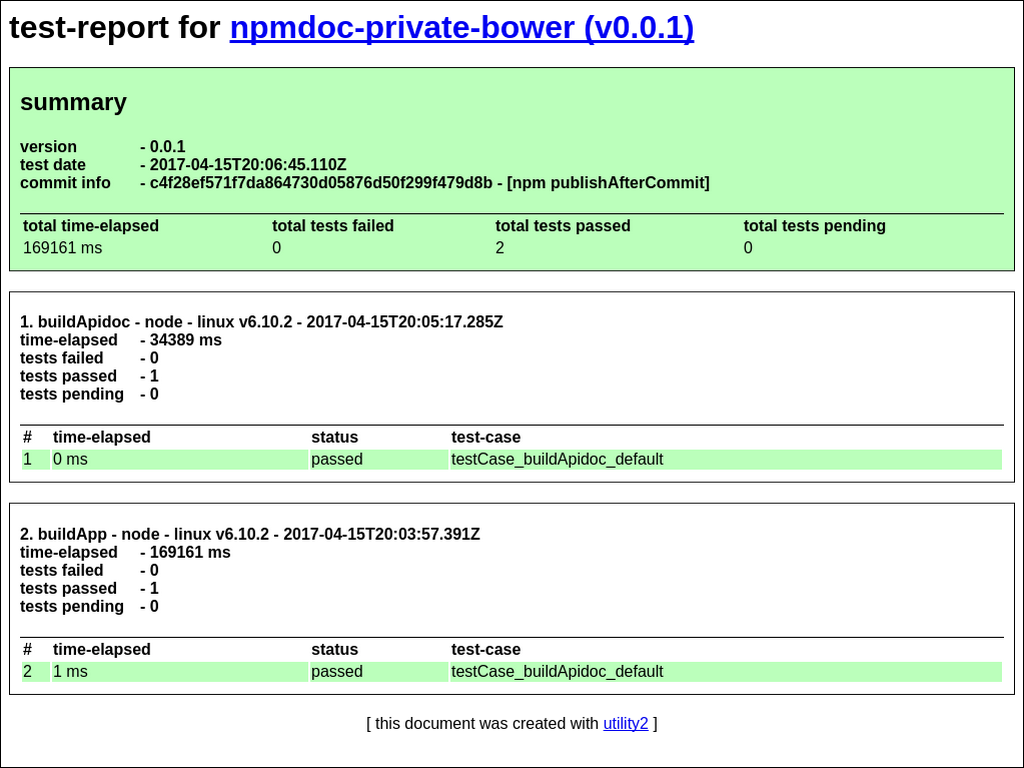 test-report for npmdoc-private-bower (v0.0.1)
summary
version - 0.0.1
test date - 2017-04-15T20:06:45.110Z
commit info - c4f28ef571f7da864730d05876d50f299f479d8b - [npm publishAfterCommit]
total time-elapsed total tests failed total tests passed total tests pending
169161 ms 0 2 0
1. buildApidoc - node - linux v6.10.2 - 2017-04-15T20:05:17.285Z
time-elapsed - 34389 ms
tests failed - 0
tests passed - 1
tests pending - 0
# time-elapsed status test-case
1 0 ms passed testCase_buildApidoc_default
2. buildApp - node - linux v6.10.2 - 2017-04-15T20:03:57.391Z
time-elapsed - 169161 ms
tests failed - 0
tests passed - 1
tests pending - 0
# time-elapsed status test-case
2 1 ms passed testCase_buildApidoc_default
[ this document was created with utility2 ]